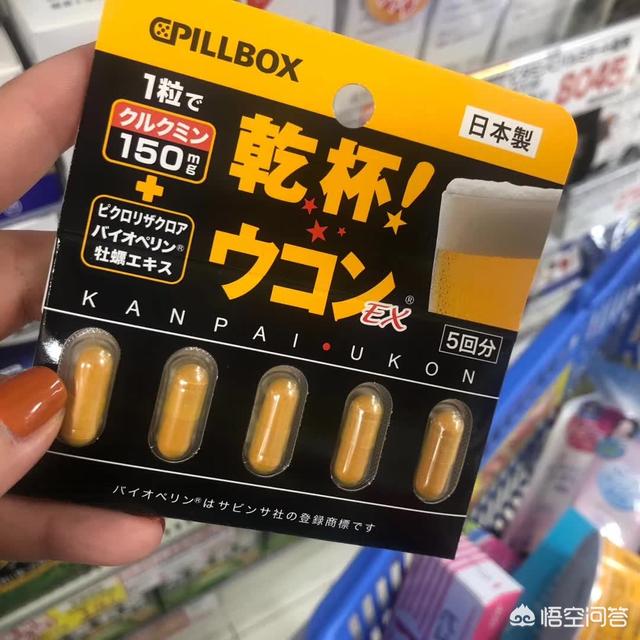 PILLBOX
1粒で
クルクミン
150mg
+
ピクロリザクロア
バイオペリン®
牡蠣エキス
乾杯!
ウコン®
EX
日本製
KANPAI・UKON
5回分
バイオペリン®はサビンサ社の登録商標です
8045
悟空问答